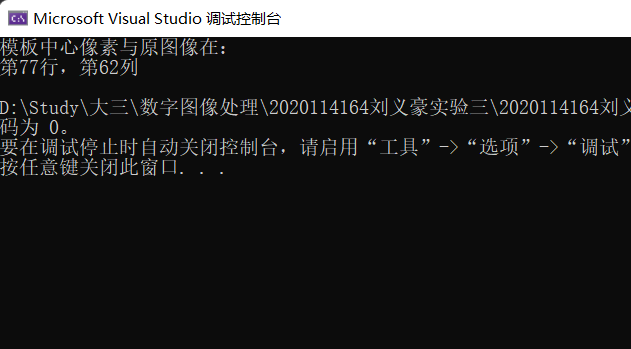 Microsoft Visual Studio 调试控制台
模板中心像素与原图像在：
第77行，第62列
D:\Study\大三\数字图像处理\2020114164刘义豪实验三\2020114164刘义
码为 0。
要在调试停止时自动关闭控制台，请启用“工具”->“选项”->“调试”
按任意键关闭此窗口. . .